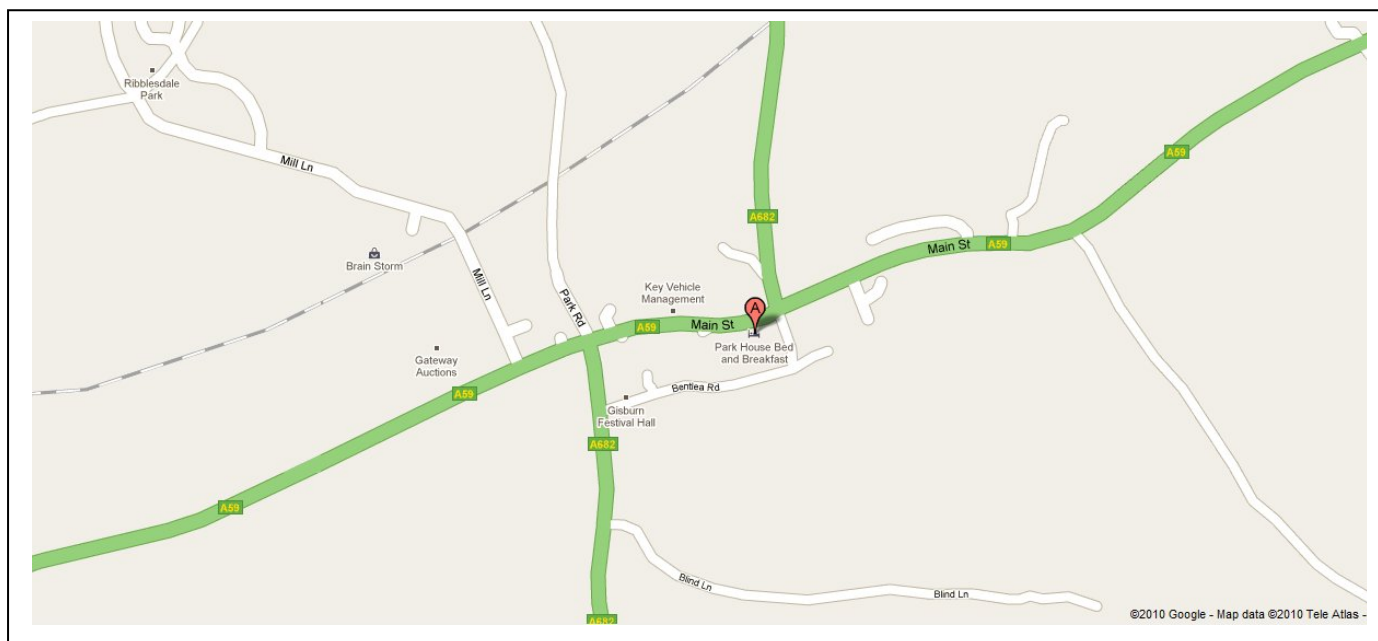 Ribblesdale
Park
A59
Mill Ln
A682
Main St
A59
Brain Storm
Mill Ln
Park Rd
Key Vehicle
Management
A
A59
Main St
Park House Bed
and Breakfast
Gateway
Auctions
A59
Bentlea Rd
Gisburn
Festival Hall
A682
A59
Blind Ln
Blind Ln
A682
©2010 Google - Map data ©2010 Tele Atlas -